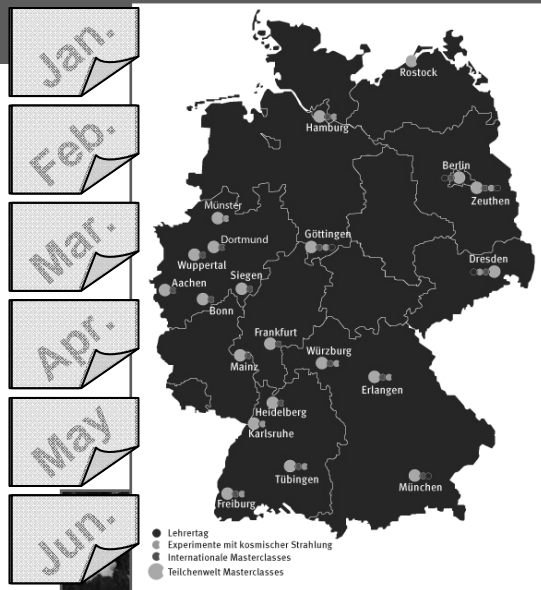 Jan.
Feb.
Mar.
Apr.
May
Jun.
Rostock
Hamburg
Berlin
Zeuthen
Münster
Dortmund
Göttingen
Wuppertal
Dresden
Aachen
Siegen
Bonn
Frankfurt
Würzburg
Mainz
Erlangen
Heidelberg
Karlsruhe
Tübingen
München
Freiburg
Lehrertag
Experimente mit kosmischer Strahlung
Internationale Masterclasses
Teilchenwelt Masterclasses